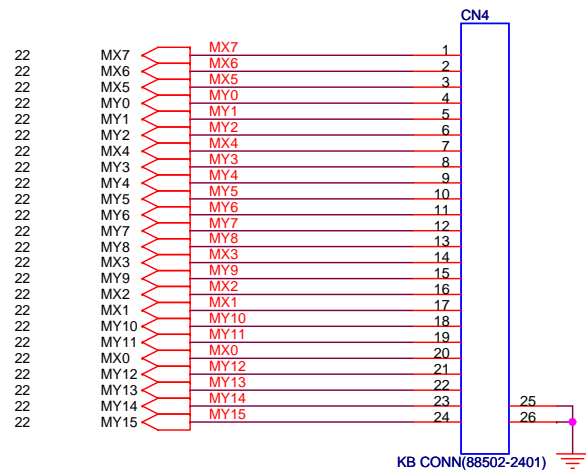 CN4
22 MX7 MX7 1
22 MX6 MX6 2
22 MX5 MX5 3
22 MY0 MY0 4
22 MY1 MY1 5
22 MY2 MY2 6
22 MX4 MX4 7
22 MY3 MY3 8
22 MY4 MY4 9
22 MY5 MY5 10
22 MY6 MY6 11
22 MY7 MY7 12
22 MY8 MY8 13
22 MX3 MX3 14
22 MY9 MY9 15
22 MX2 MX2 16
22 MX1 MX1 17
22 MY10 MY10 18
22 MY11 MY11 19
22 MX0 MX0 20
22 MY12 MY12 21
22 MY13 MY13 22
22 MY14 MY14 23 25
22 MY15 MY15 24 26
KB CONN(88502-2401)